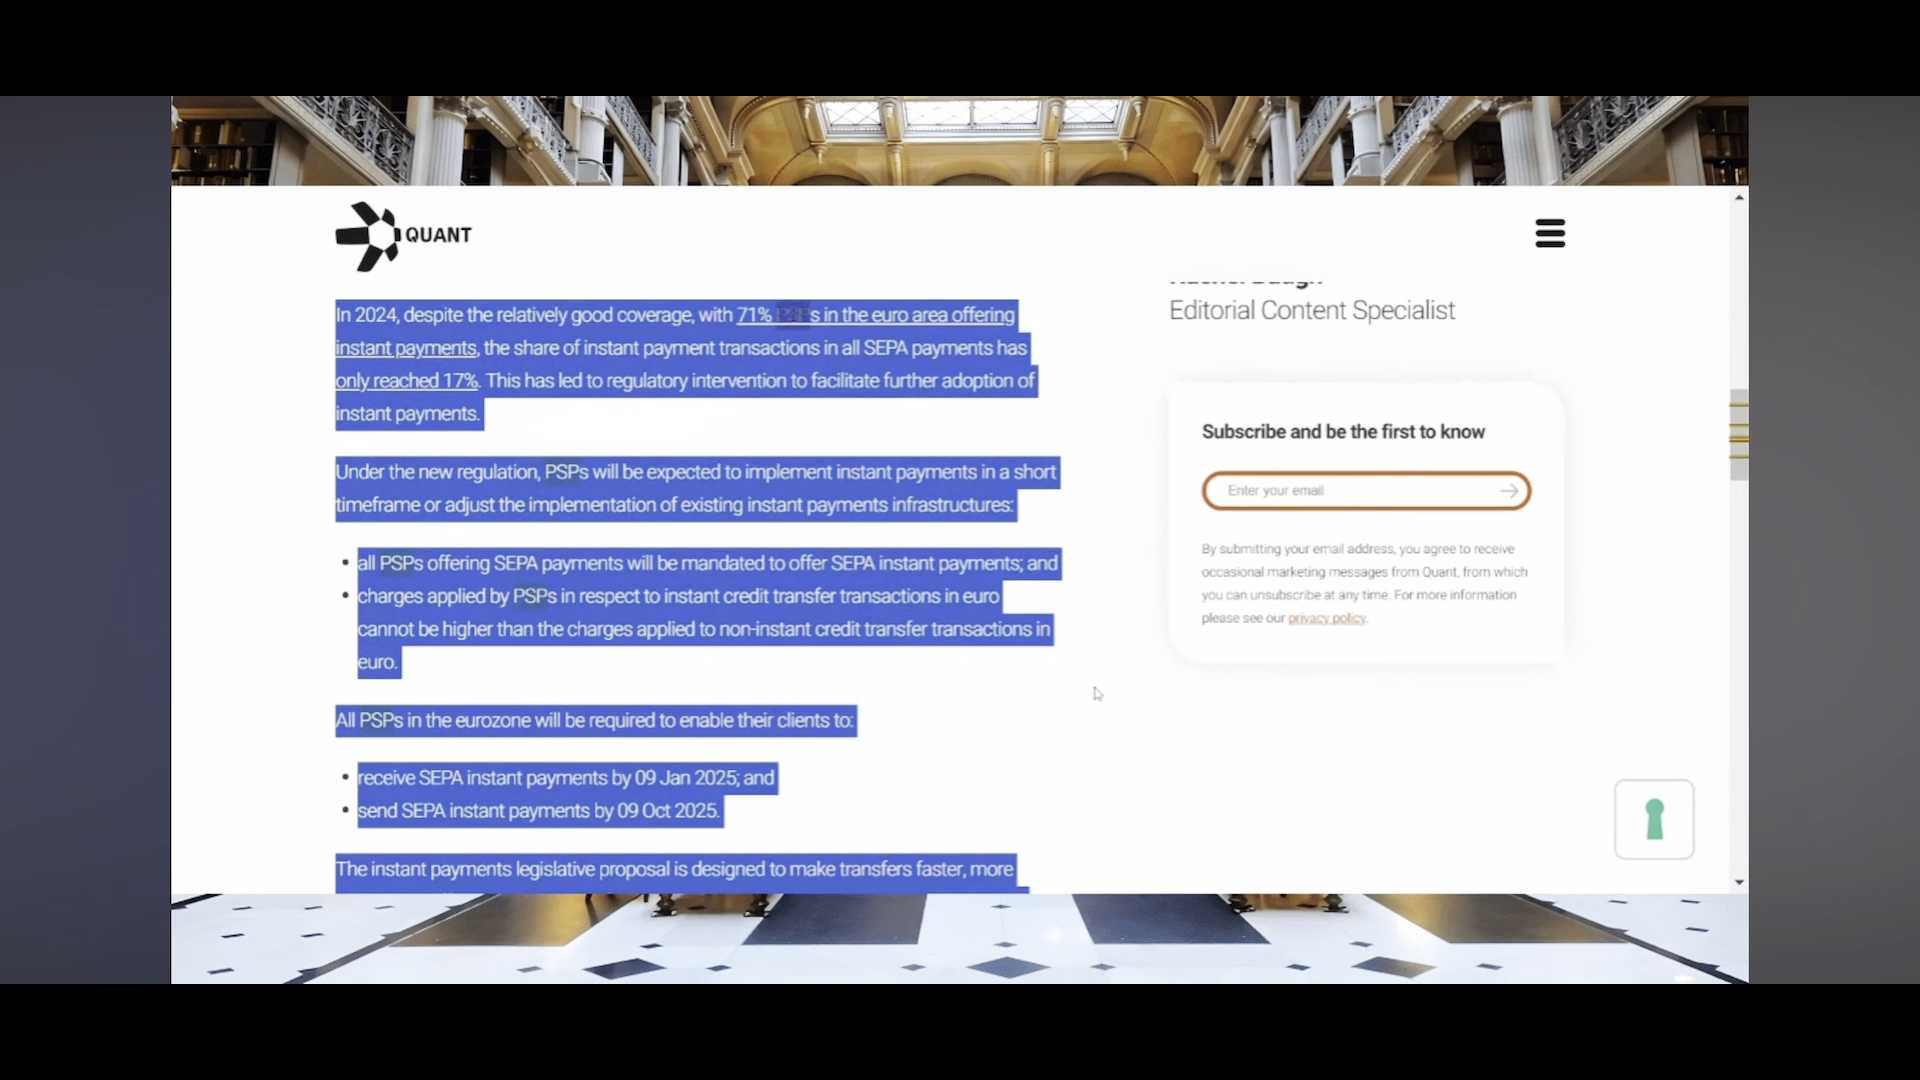 QUANT
In 2024, despite the relatively good coverage, with 71% PSPs in the euro area offering
instant payments, the share of instant payment transactions in all SEPA payments has
only reached 17%. This has led to regulatory intervention to facilitate further adoption of
instant payments.
Under the new regulation, PSPs will be expected to implement instant payments in a short
timeframe or adjust the implementation of existing instant payments infrastructures:
• all PSPs offering SEPA payments will be mandated to offer SEPA instant payments; and
• charges applied by PSPs in respect to instant credit transfer transactions in euro
cannot be higher than the charges applied to non-instant credit transfer transactions in
euro.
All PSPs in the eurozone will be required to enable their clients to:
• receive SEPA instant payments by 09 Jan 2025; and
• send SEPA instant payments by 09 Oct 2025.
The instant payments legislative proposal is designed to make transfers faster, more
Editorial Content Specialist
Subscribe and be the first to know
Enter your email
By submitting your email address, you agree to receive
occasional marketing messages from Quant, from which
you can unsubscribe at any time. For more information
please see our privacy policy.